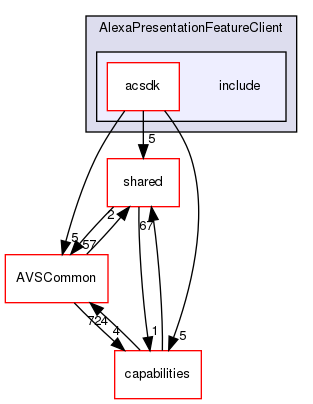 AlexaPresentationFeatureClient
acsdk
include
5
shared
5
57
2
67
AVSCommon
724
4
1
5
capabilities